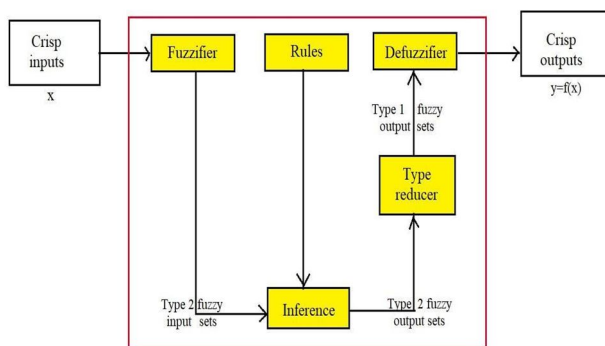 Crisp
inputs
x
Fuzzifier
Rules
Defuzzifier
Crisp
outputs
y=f(x)
Type 1 fuzzy
output sets
Type
reducer
Type 2 fuzzy
input sets
Inference
Type 2 fuzzy
output sets